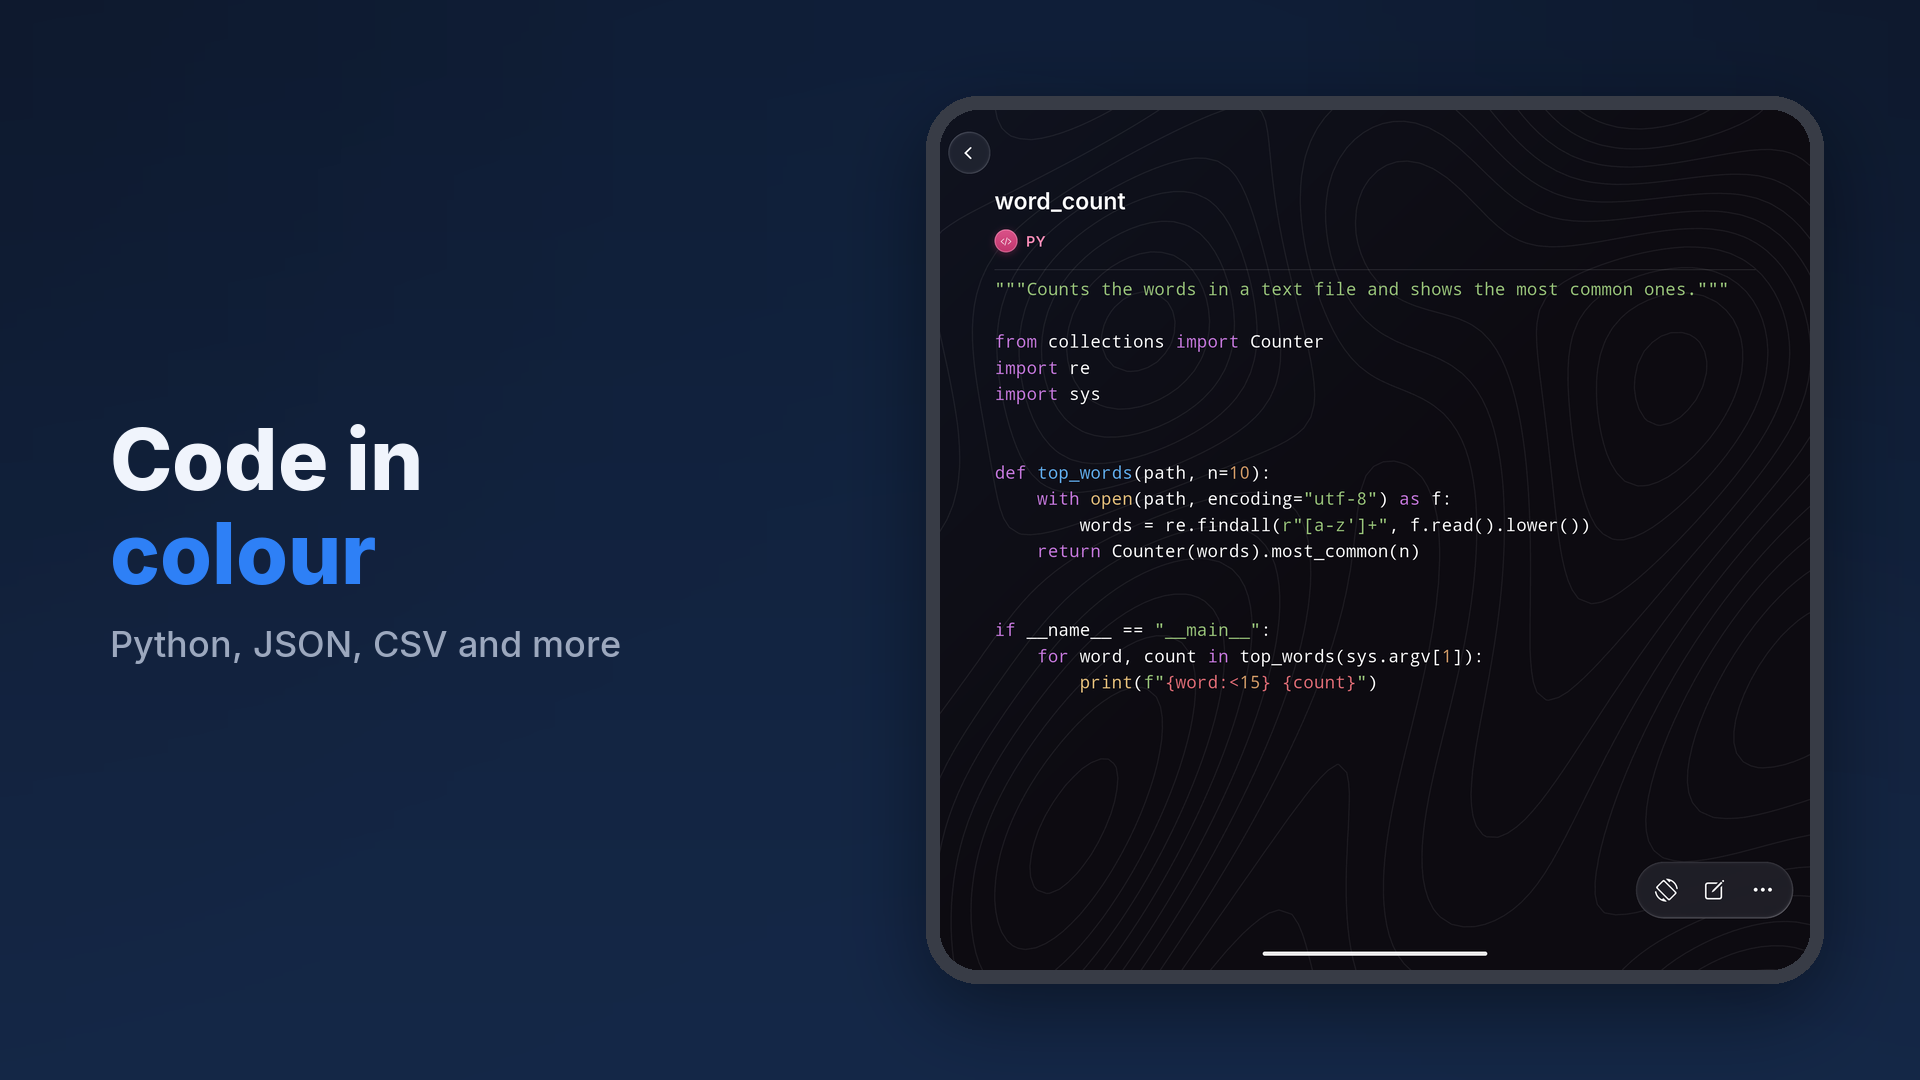 Code in
colour
Python, JSON, CSV and more
word_count
PY
"""Counts the words in a text file and shows the most common ones."""
from collections import Counter
import re
import sys
def top_words(path, n=10):
    with open(path, encoding="utf-8") as f:
        words = re.findall(r"[a-z']+", f.read().lower())
    return Counter(words).most_common(n)
if __name__ == "__main__":
    for word, count in top_words(sys.argv[1]):
        print(f"{word:<15} {count}")